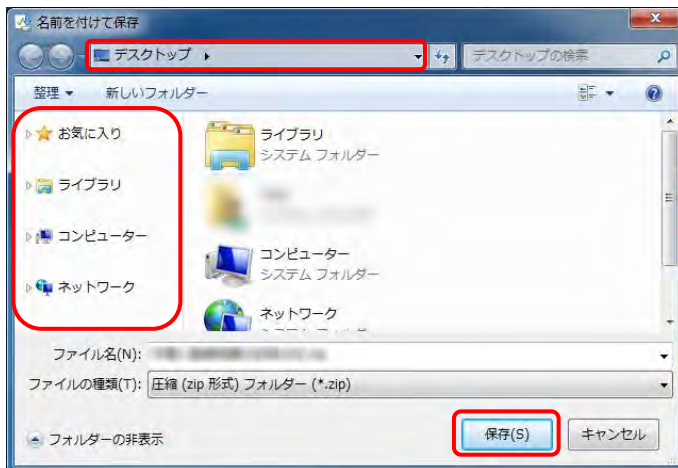 名前を付けて保存
デスクトップ
デスクトップの検索
整理 新しいフォルダー
お気に入り
ライブラリ
コンピューター
ネットワーク
ライブラリ
システム フォルダー
コンピューター
システム フォルダー
ネットワーク
ファイル名(N):
ファイルの種類(T): 圧縮 (zip 形式) フォルダー (*.zip)
フォルダーの非表示
保存(S)
キャンセル